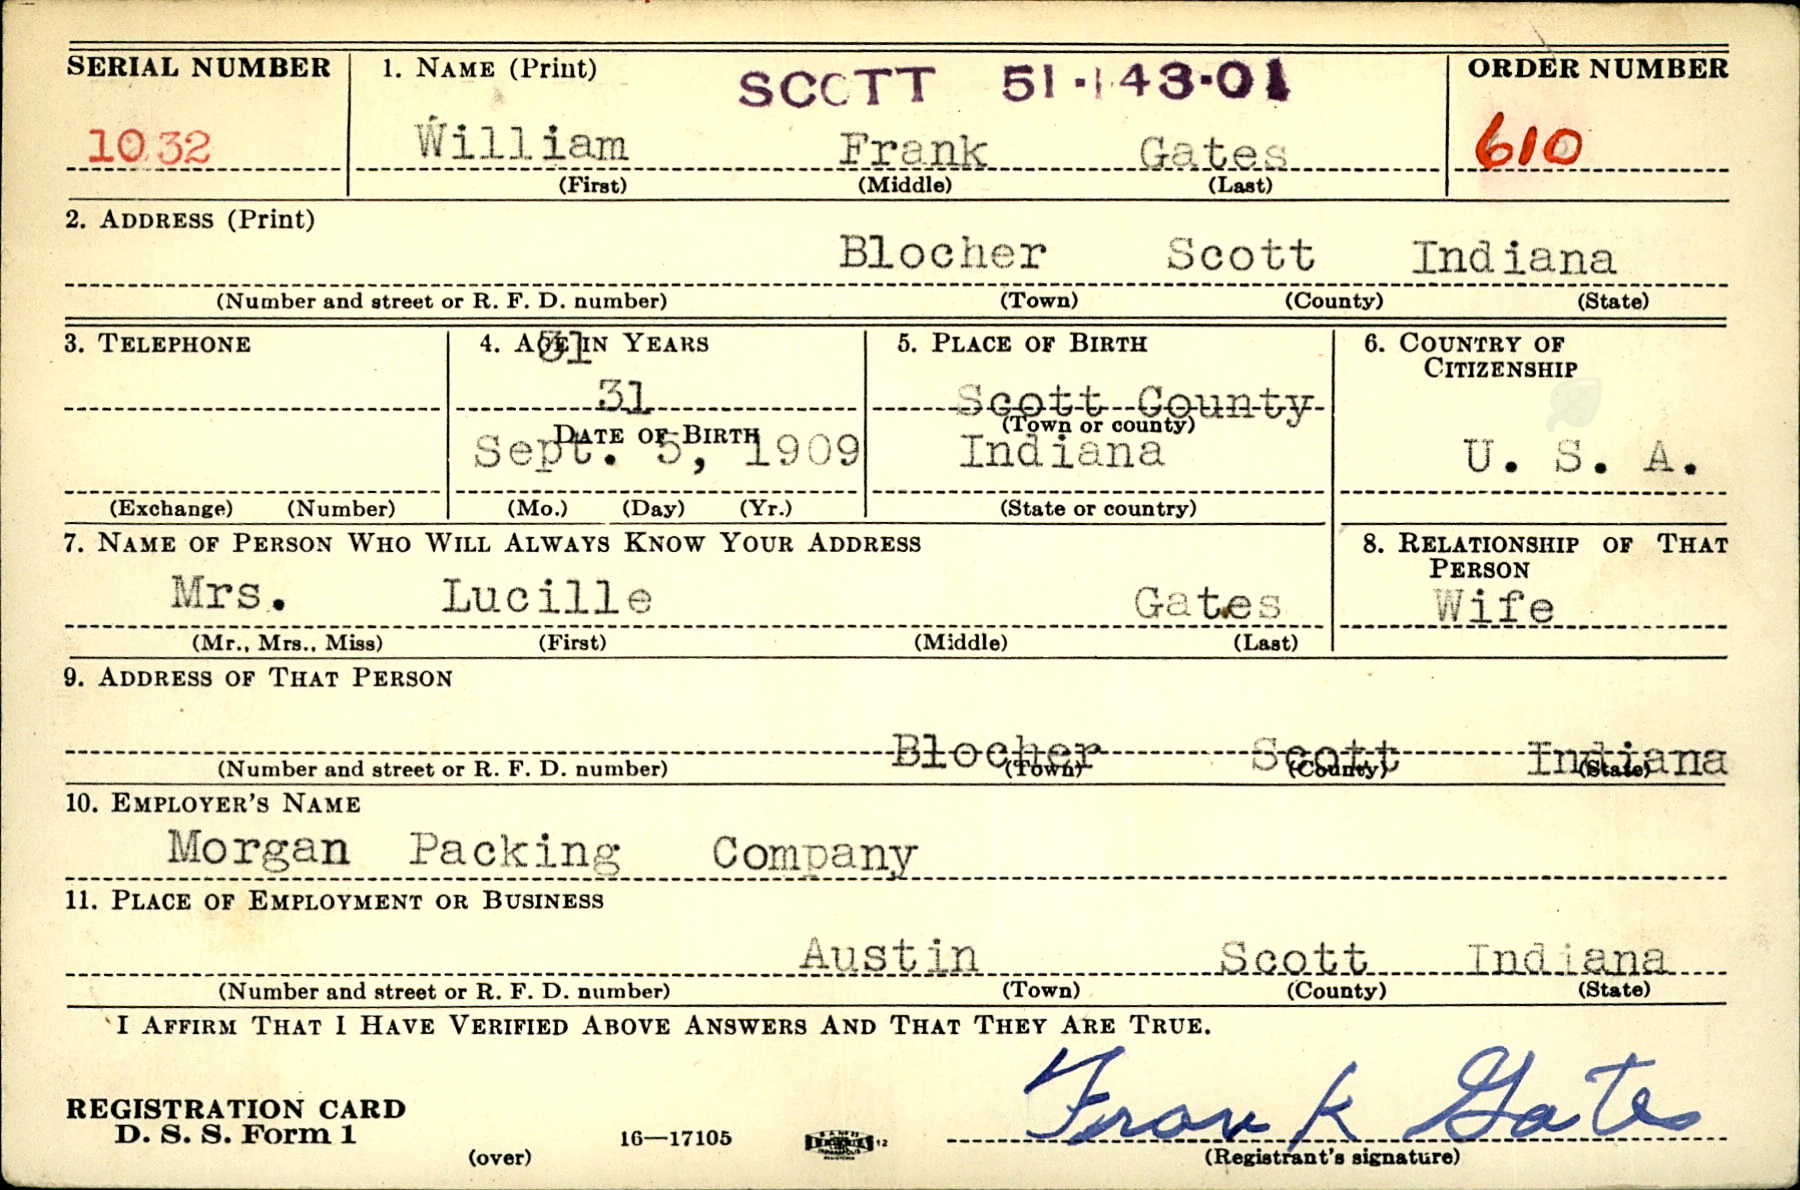 SERIAL NUMBER 1. NAME (Print) SCOTT 51-143-01 ORDER NUMBER
1032 William Frank Gates 610
(First) (Middle) (Last)
2. ADDRESS (Print)
Blocher Scott Indiana
(Number and street or R. F. D. number) (Town) (County) (State)
3. TELEPHONE 4. AGE IN YEARS 5. PLACE OF BIRTH 6. COUNTRY OF
31 CITIZENSHIP
31 Scott County
DATE OF BIRTH (Town or county)
Sept. 5, 1909 Indiana U. S. A.
(Exchange) (Number) (Mo.) (Day) (Yr.) (State or country)
7. NAME OF PERSON WHO WILL ALWAYS KNOW YOUR ADDRESS 8. RELATIONSHIP OF THAT
PERSON
Mrs. Lucille Gates Wife
(Mr., Mrs., Miss) (First) (Middle) (Last)
9. ADDRESS OF THAT PERSON
Blocher Scott Indiana
(Number and street or R. F. D. number) (Town) (County) (State)
10. EMPLOYER'S NAME
Morgan Packing Company
11. PLACE OF EMPLOYMENT OR BUSINESS
Austin Scott Indiana
(Number and street or R. F. D. number) (Town) (County) (State)
I AFFIRM THAT I HAVE VERIFIED ABOVE ANSWERS AND THAT THEY ARE TRUE.
REGISTRATION CARD Frank Gates
D. S. S. Form 1 16—17105 12
(over) (Registrant's signature)